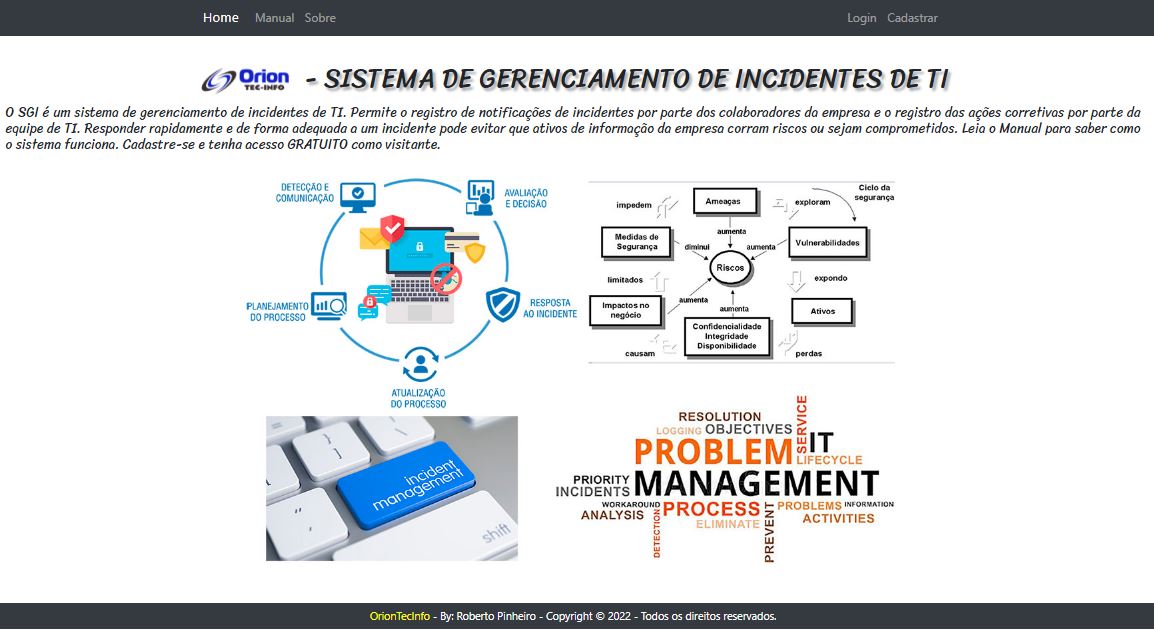 Home Manual Sobre Login Cadastrar
Orion
TEC-INFO
- SISTEMA DE GERENCIAMENTO DE INCIDENTES DE TI
O SGI é um sistema de gerenciamento de incidentes de TI. Permite o registro de notificações de incidentes por parte dos colaboradores da empresa e o registro das ações corretivas por parte da
equipe de TI. Responder rapidamente e de forma adequada a um incidente pode evitar que ativos de informação da empresa corram riscos ou sejam comprometidos. Leia o Manual para saber como
o sistema funciona. Cadastre-se e tenha acesso GRATUITO como visitante.
DETECÇÃO E
COMUNICAÇÃO
AVALIAÇÃO
E DECISÃO
PLANEJAMENTO
DO PROCESSO
RESPOSTA
AO INCIDENTE
ATUALIZAÇÃO
DO PROCESSO
Ciclo da
segurança
impedem
Ameaças
exploram
aumenta
Medidas de
Segurança
diminui
aumenta
Vulnerabilidades
Riscos
limitados
expondo
Impactos no
negócio
aumenta
aumenta
Ativos
Confidencialidade
Integridade
Disponibilidade
causam
perdas
incident
management
shift
RESOLUTION
LOGGING
OBJECTIVES
SERVICE
PROBLEM
IT
LIFECYCLE
PRIORITY
INCIDENTS
MANAGEMENT
WORKAROUND
PROCESS
PROBLEMS
INFORMATION
ANALYSIS
DETECTION
ELIMINATE
PREVENT
ACTIVITIES
OrionTecInfo - By: Roberto Pinheiro - Copyright © 2022 - Todos os direitos reservados.